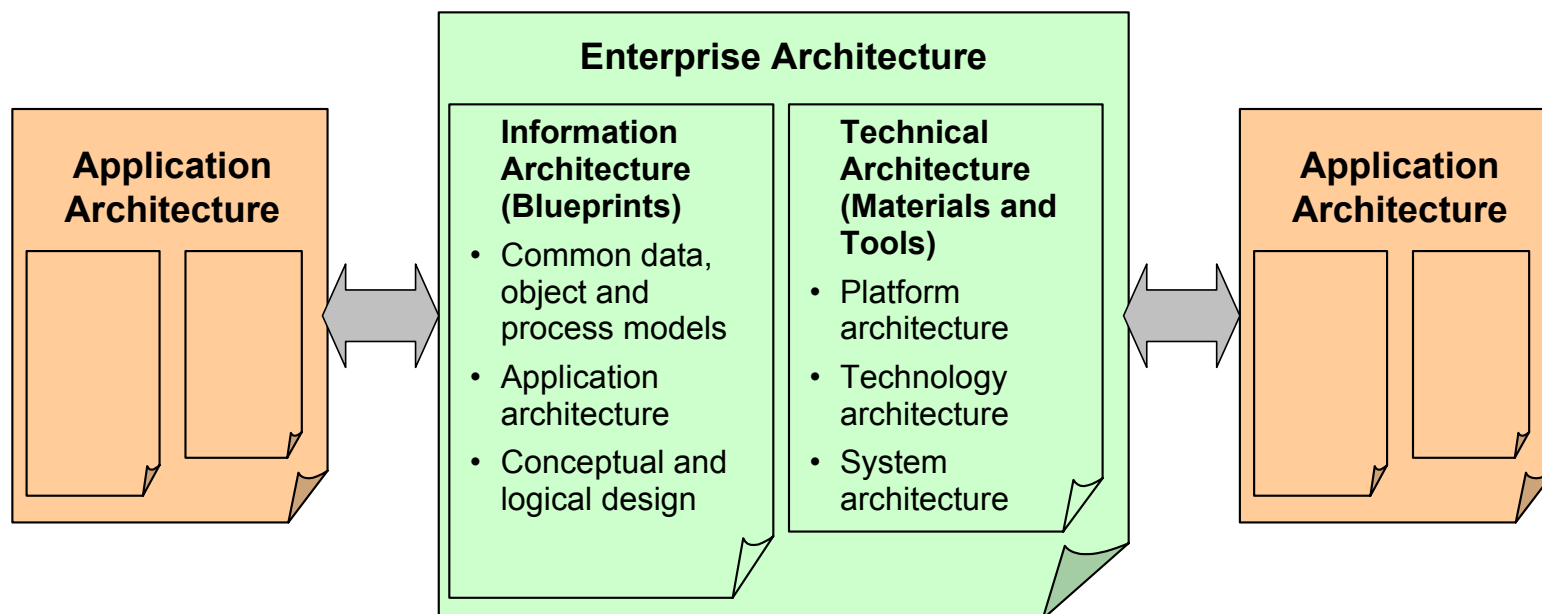 Enterprise Architecture
Application
Architecture
Information
Architecture
(Blueprints)
• Common data,
object and
process models
• Application
architecture
• Conceptual and
logical design
Technical
Architecture
(Materials and
Tools)
• Platform
architecture
• Technology
architecture
• System
architecture
Application
Architecture